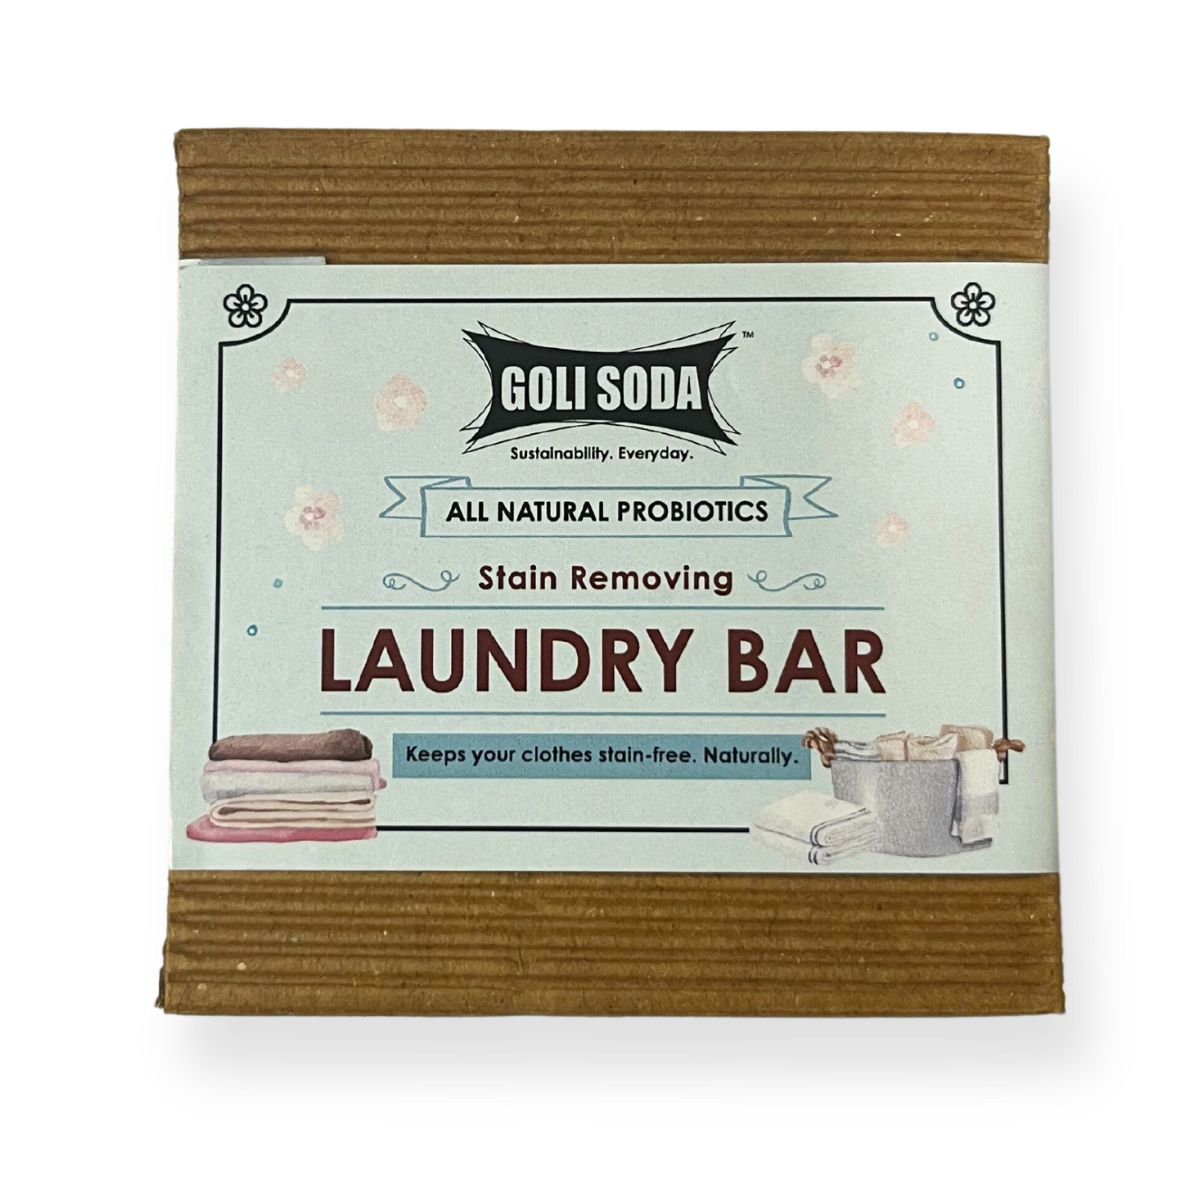 GOLI SODA ™
Sustainability. Everyday.
ALL NATURAL PROBIOTICS
Stain Removing
LAUNDRY BAR
Keeps your clothes stain-free. Naturally.